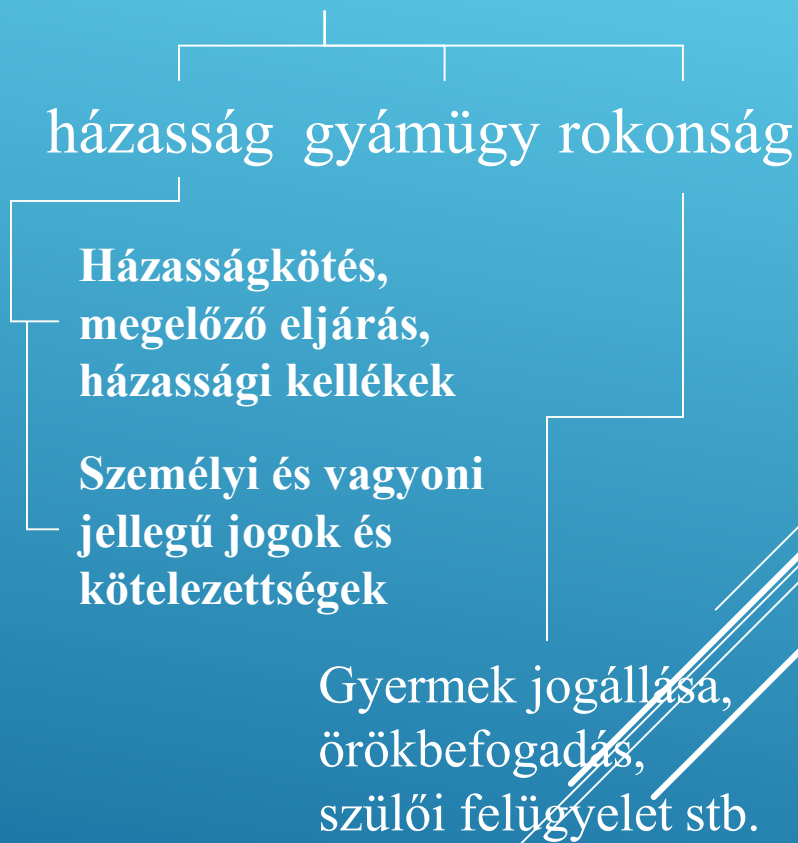 házasság gyámügy rokonság
Házasságkötés,
megelőző eljárás,
házassági kellékek
Személyi és vagyoni
jellegű jogok és
kötelezettségek
Gyermek jogállása,
örökbefogadás,
szülői felügyelet stb.